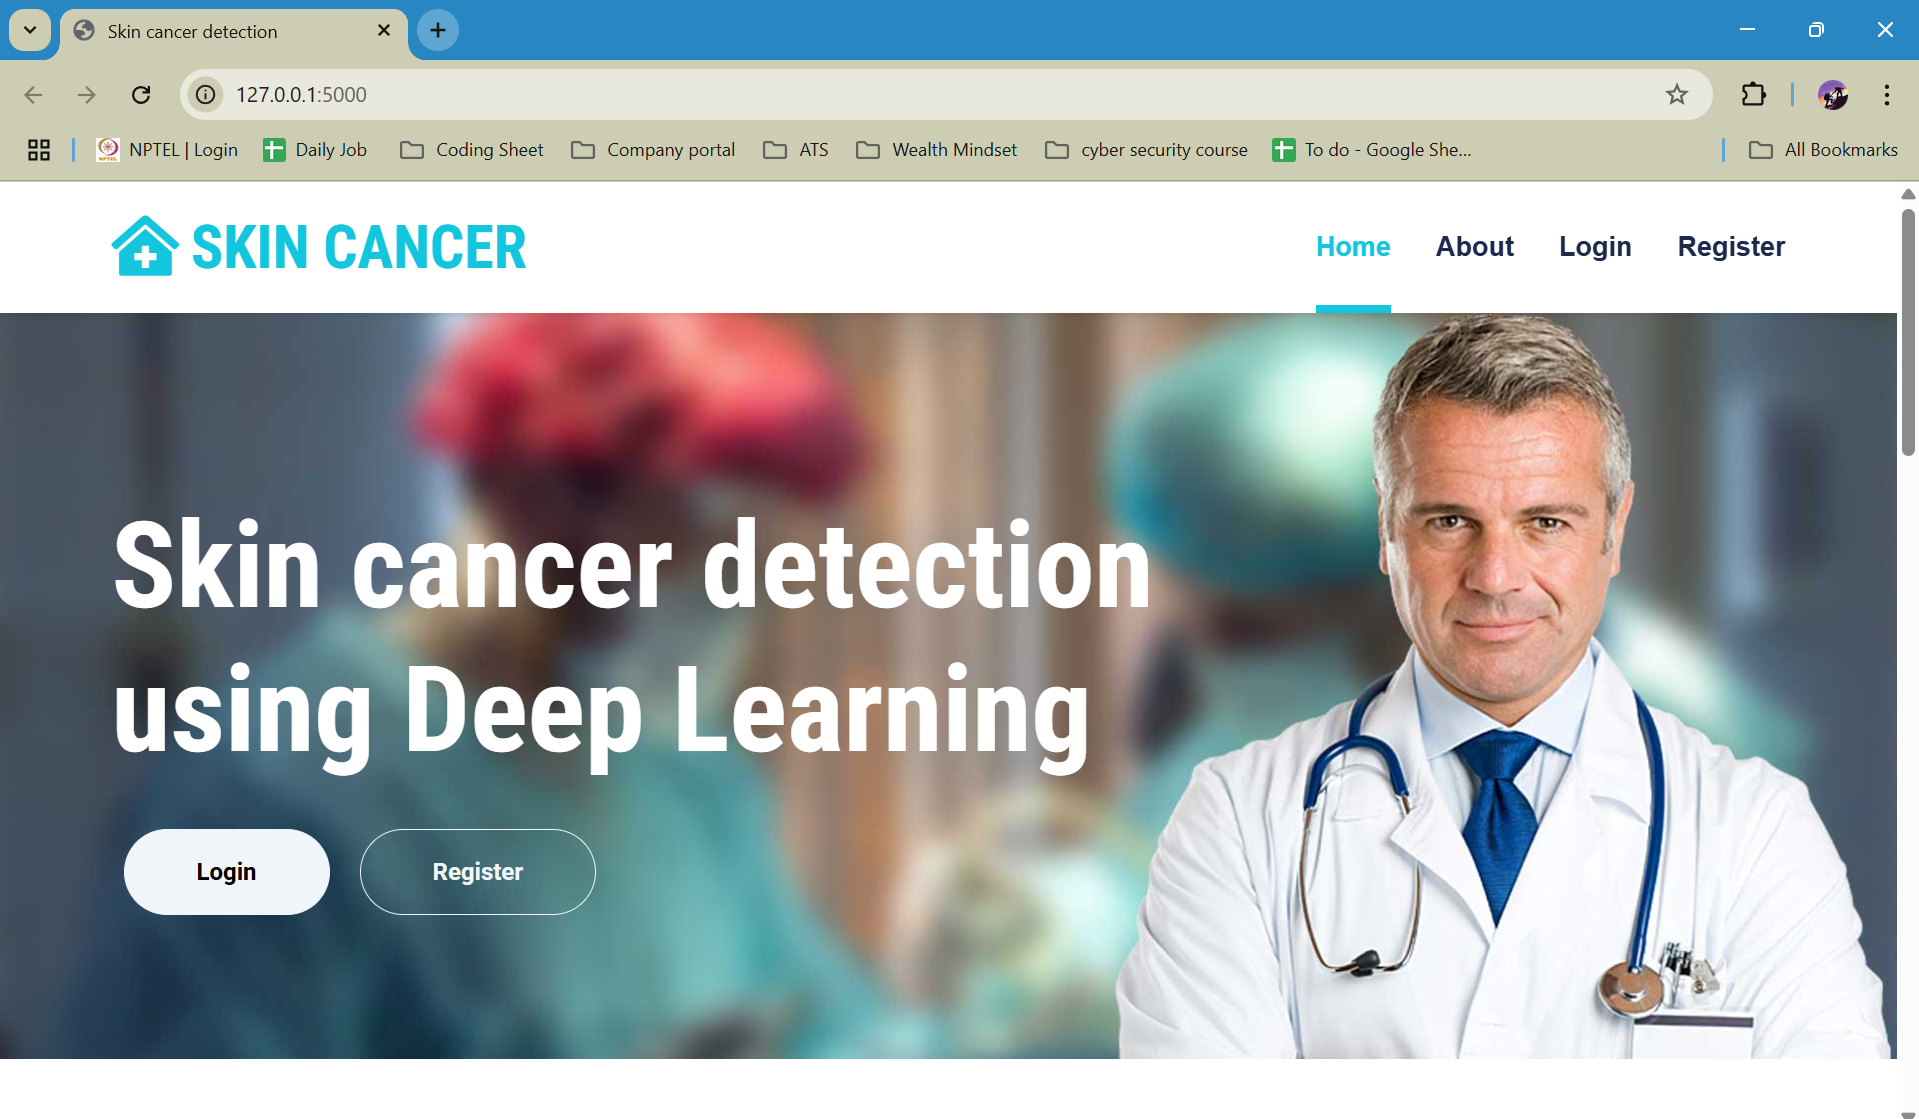 Skin cancer detection
127.0.0.1:5000
NPTEL | Login
Daily Job
Coding Sheet
Company portal
ATS
Wealth Mindset
cyber security course
To do - Google She...
All Bookmarks
SKIN CANCER
Home
About
Login
Register
Skin cancer detection
using Deep Learning
Login
Register